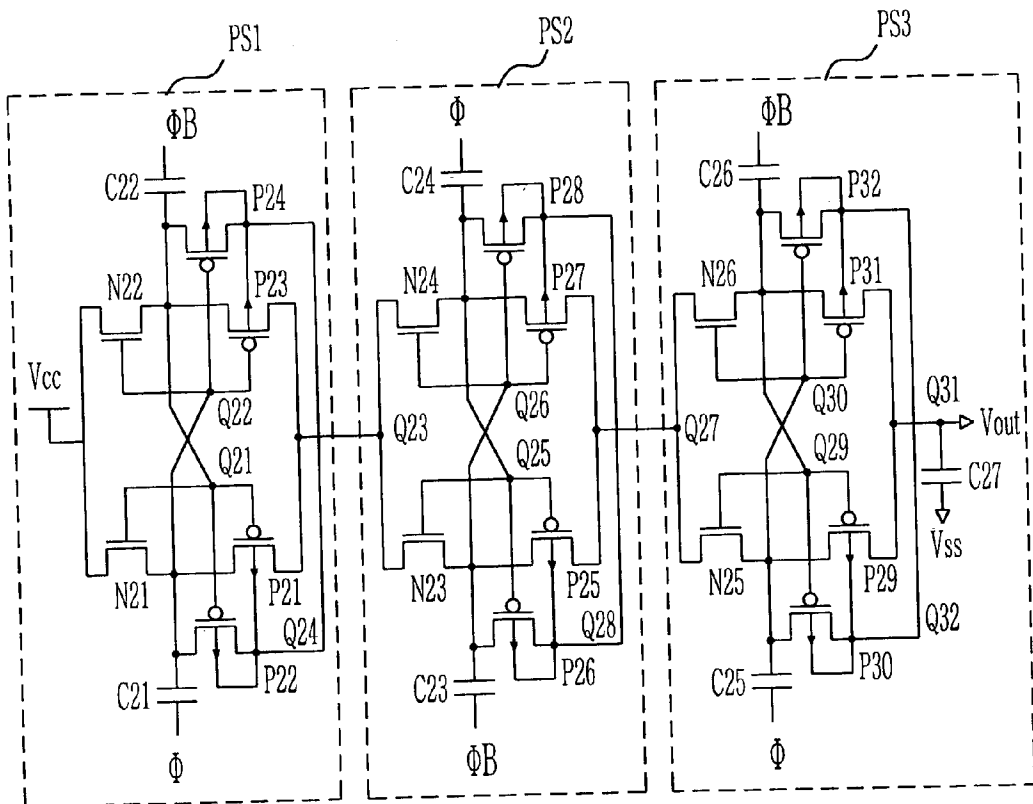 PS1
PS2
PS3
ΦB
Φ
ΦB
C22
P24
C24
P28
C26
P32
N22
P23
N24
P27
N26
P31
Vcc
Q22
Q23
Q26
Q27
Q30
Q31
Vout
Q21
Q25
Q29
C27
Vss
N21
P21
N23
P25
N25
P29
Q24
Q28
Q32
C21
P22
C23
P26
C25
P30
Φ
ΦB
Φ